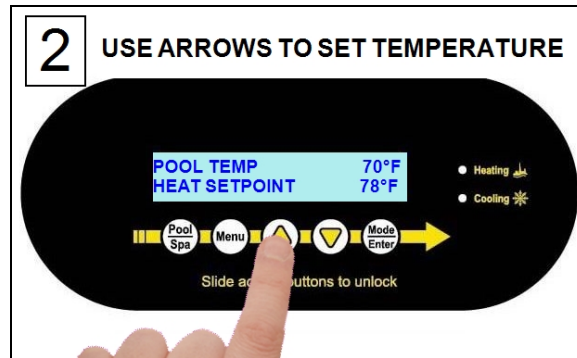 2 USE ARROWS TO SET TEMPERATURE
POOL TEMP 70°F
HEAT SETPOINT 78°F
Heating
Cooling
Pool Spa Menu Mode Enter
Slide ac buttons to unlock